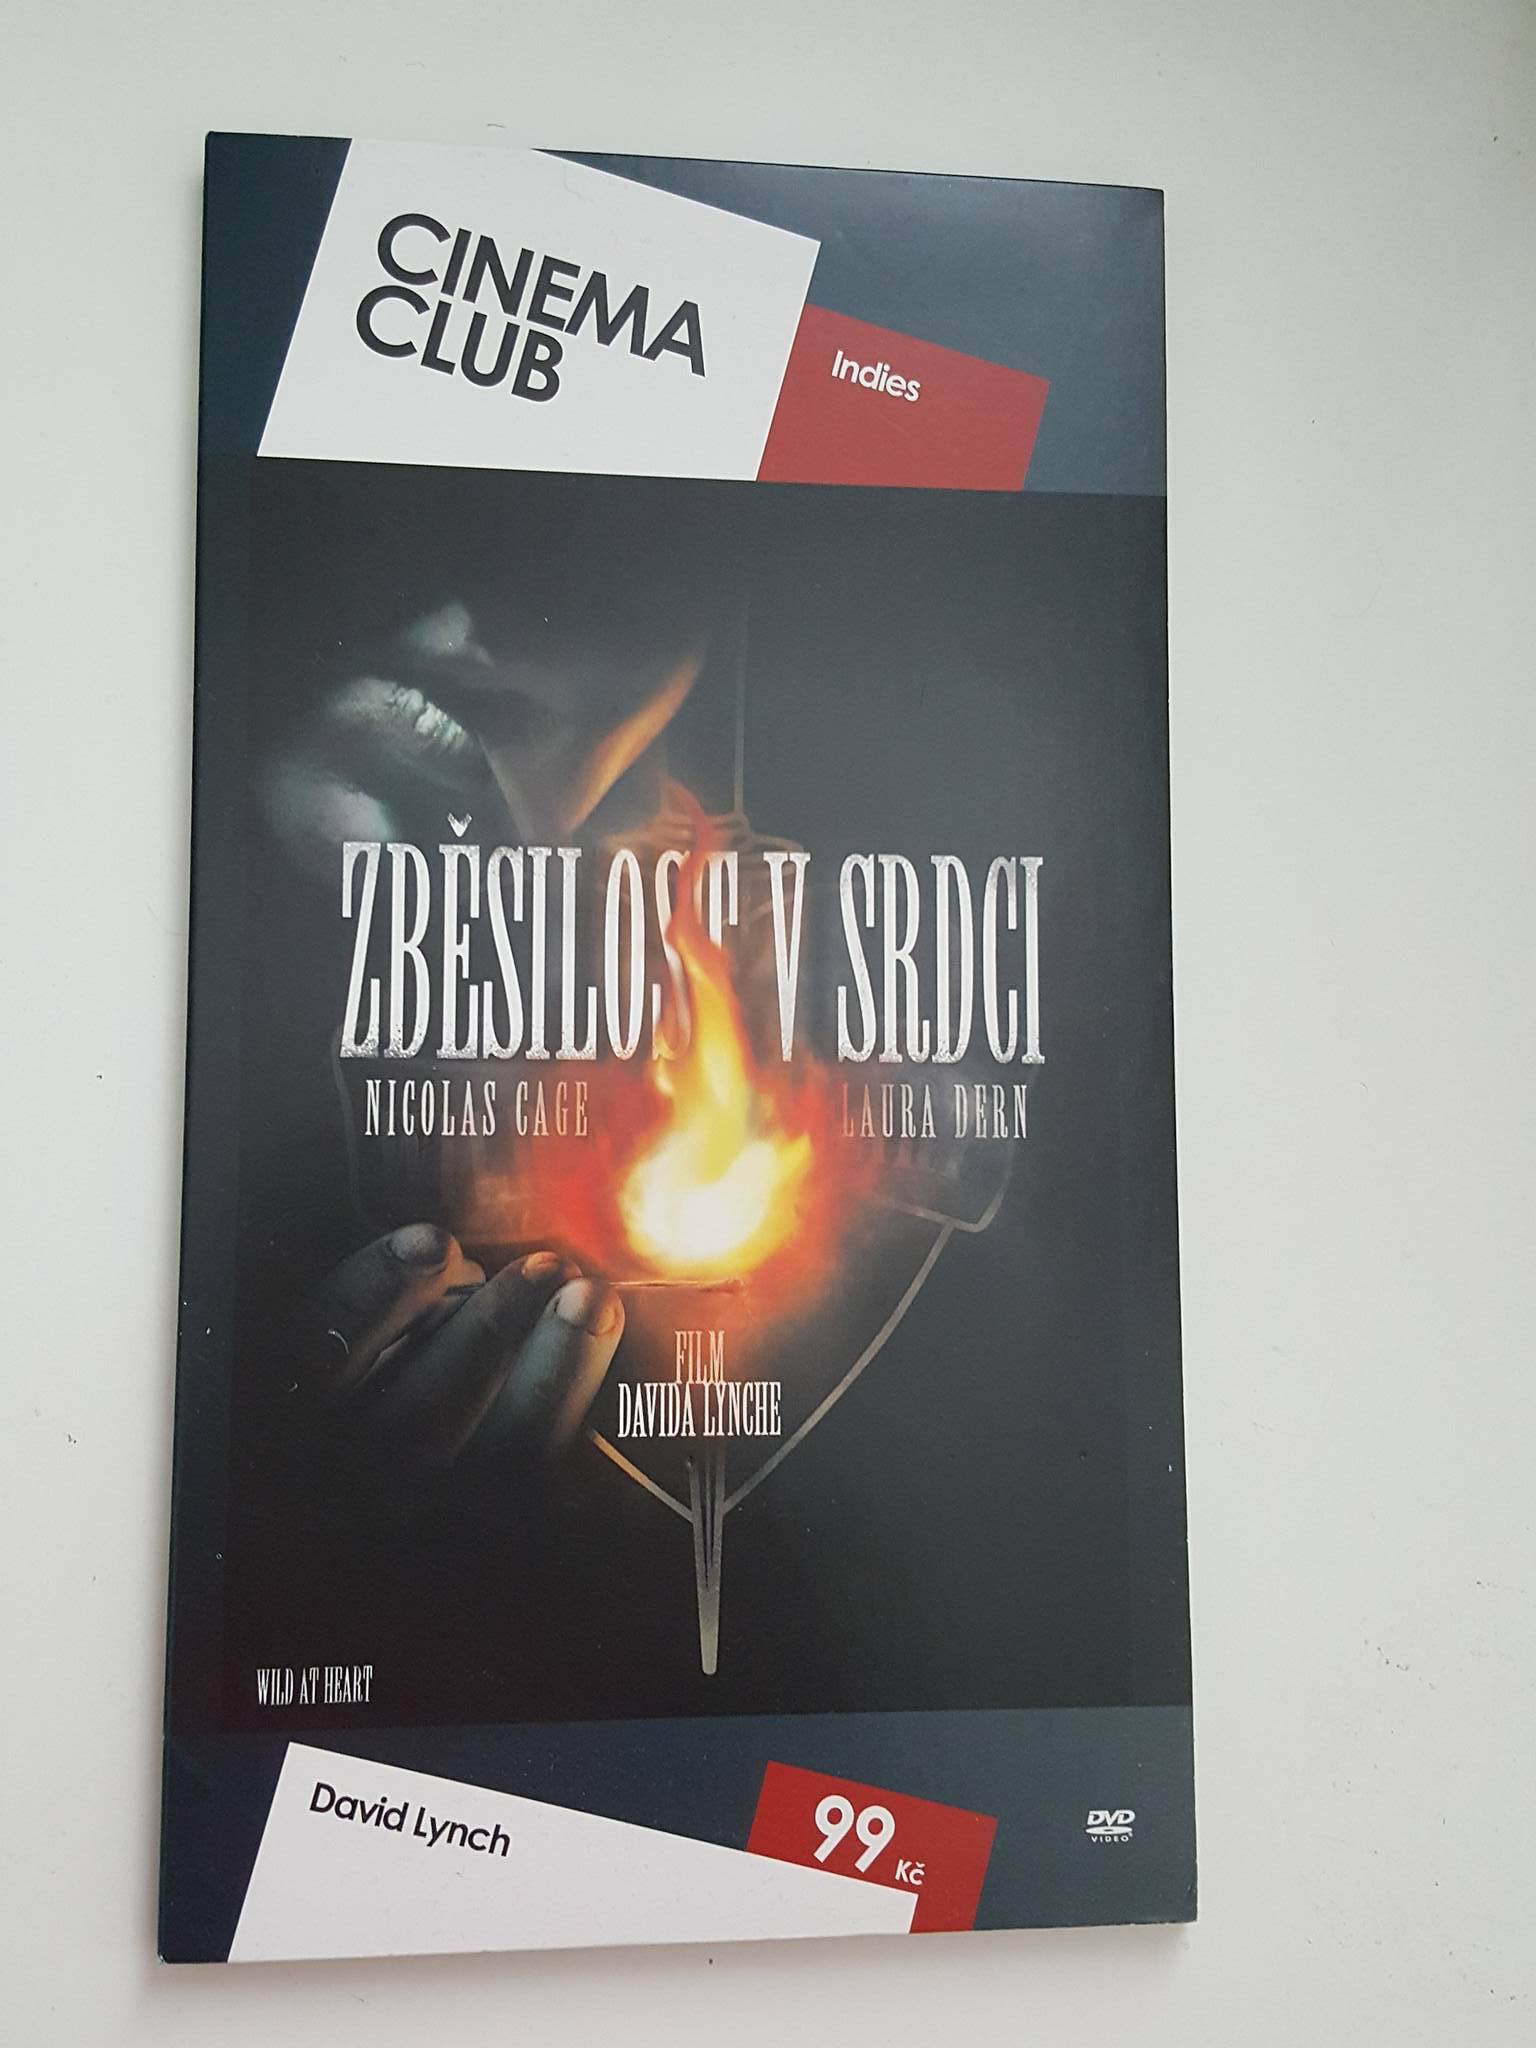 CINEMA
CLUB
Indies
ZBĚSILOST V SRDCI
NICOLAS CAGE LAURA DERN
FILM
DAVIDA LYNCHE
WILD AT HEART
David Lynch
99 Kč
DVD
VIDEO